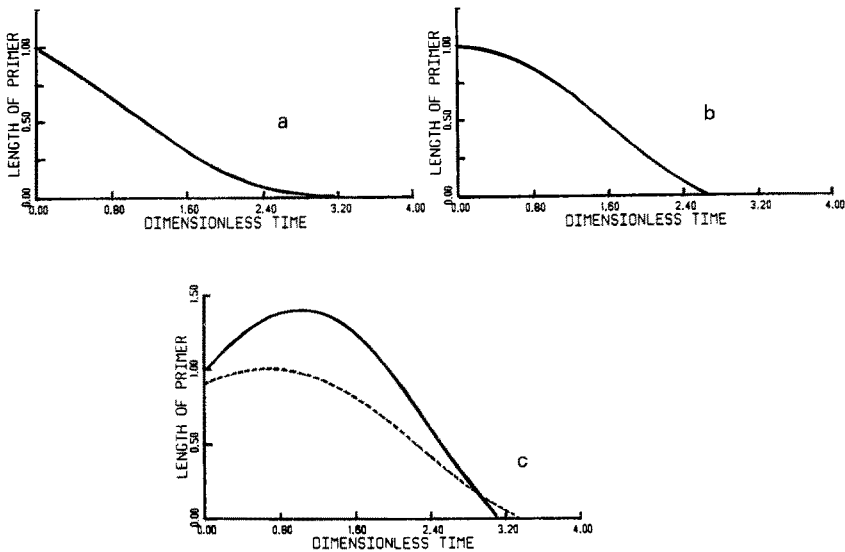 LENGTH OF PRIMER
0.00 0.50 1.00
a
0.00 0.80 1.60 2.40 3.20 4.00
DIMENSIONLESS TIME
LENGTH OF PRIMER
0.00 0.50 1.00
b
0.00 0.80 1.60 2.40 3.20 4.00
DIMENSIONLESS TIME
LENGTH OF PRIMER
0.00 0.50 1.00 1.50
c
0.00 0.80 1.60 2.40 3.20 4.00
DIMENSIONLESS TIME